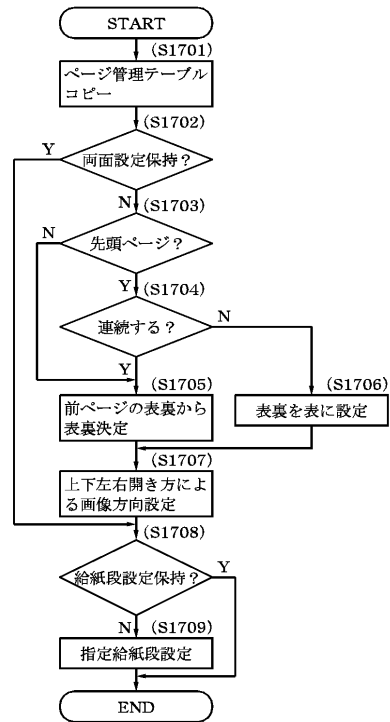 START
(S1701)
ページ管理テーブル
コピー
(S1702)
Y
両面設定保持？
N
(S1703)
N
先頭ページ？
Y
(S1704)
連続する？
N
Y
(S1705)
(S1706)
前ページの表裏から
表裏決定
表裏を表に設定
(S1707)
上下左右開き方によ
る画像方向設定
(S1708)
給紙段設定保持？
Y
N
(S1709)
指定給紙段設定
END